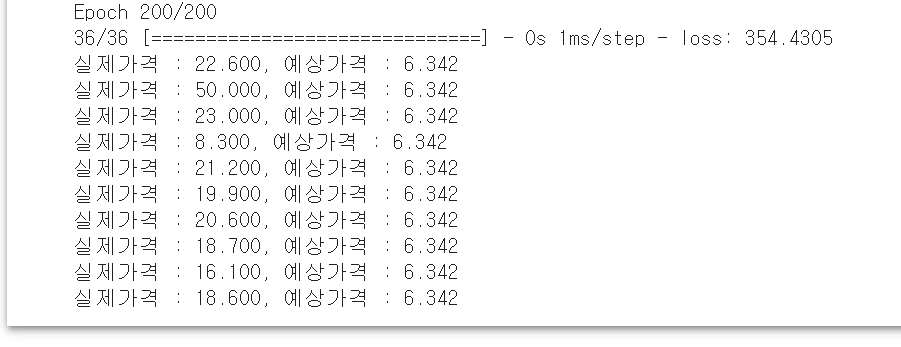 Epoch 200/200
36/36 [==============================] - 0s 1ms/step - loss: 354.4305
실제가격 : 22.600, 예상가격 : 6.342
실제가격 : 50.000, 예상가격 : 6.342
실제가격 : 23.000, 예상가격 : 6.342
실제가격 : 8.300, 예상가격 : 6.342
실제가격 : 21.200, 예상가격 : 6.342
실제가격 : 19.900, 예상가격 : 6.342
실제가격 : 20.600, 예상가격 : 6.342
실제가격 : 18.700, 예상가격 : 6.342
실제가격 : 16.100, 예상가격 : 6.342
실제가격 : 18.600, 예상가격 : 6.342